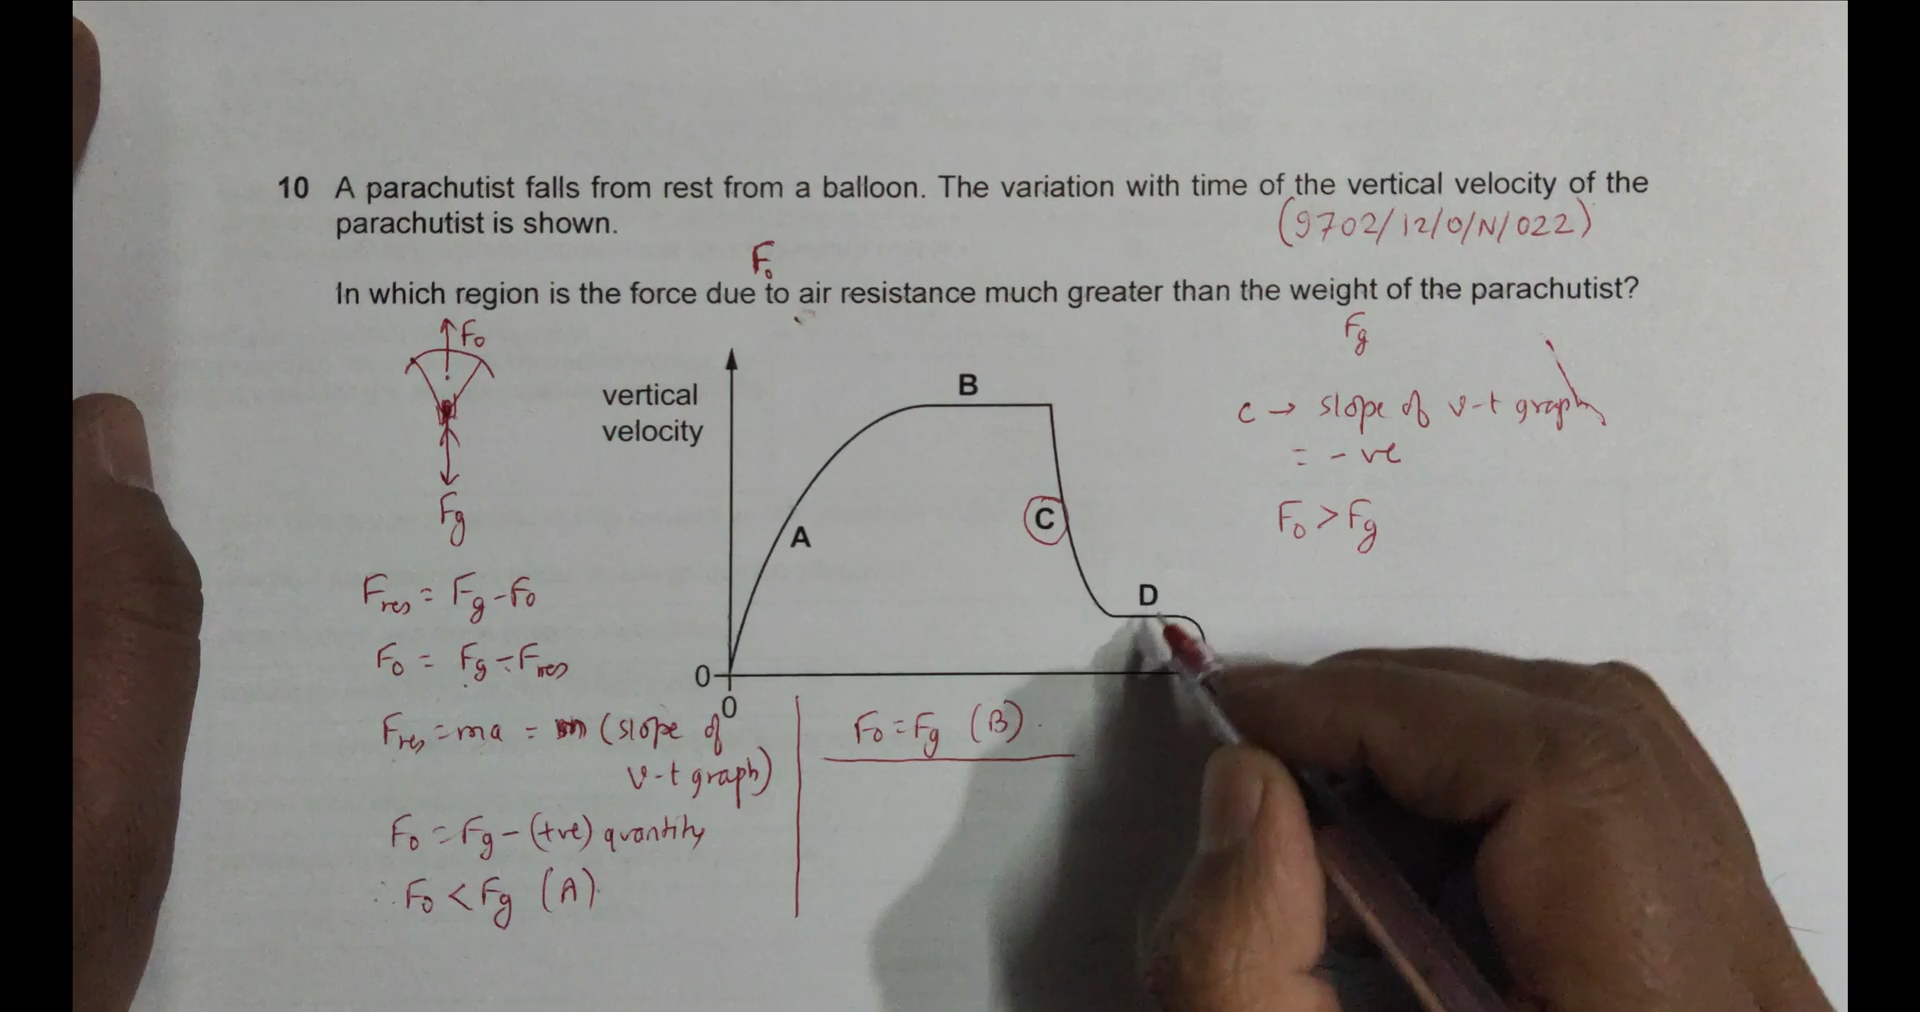 10 A parachutist falls from rest from a balloon. The variation with time of the vertical velocity of the
parachutist is shown.
(9702/12/O/N/022)
F₀
In which region is the force due to air resistance much greater than the weight of the parachutist?
Fg
F₀
Fg
vertical
velocity
A
B
C
D
0
0
C → slope of v-t graph
= -ve
F₀ > Fg
Fres = Fg - F₀
F₀ = Fg - Fres
Fres = ma = m (slope of
v-t graph)
F₀ = Fg - (+ve) quantity
∴ F₀ < Fg (A).
F₀ = Fg (B).